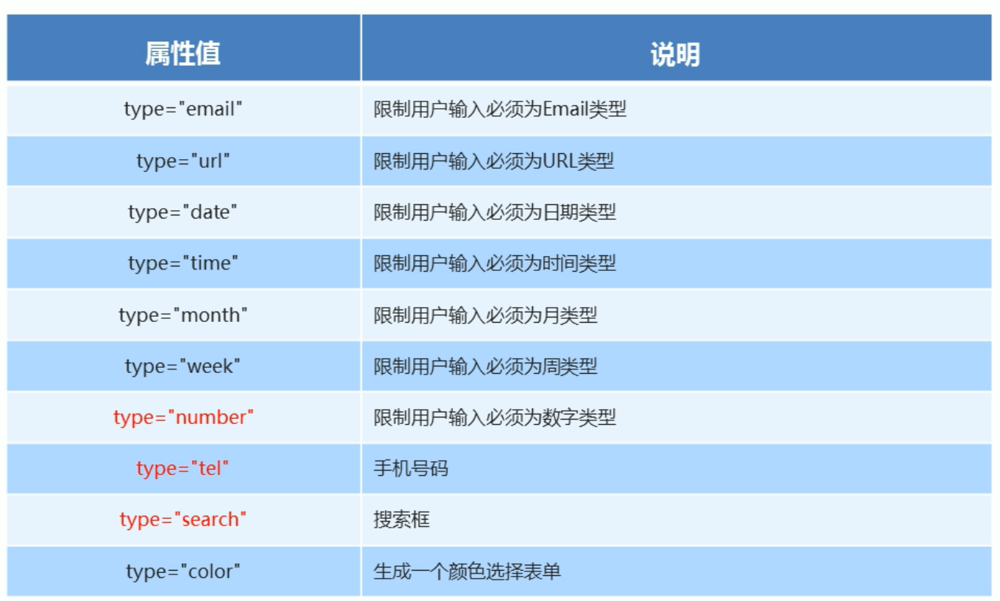 属性值 说明
type="email" 限制用户输入必须为Email类型
type="url" 限制用户输入必须为URL类型
type="date" 限制用户输入必须为日期类型
type="time" 限制用户输入必须为时间类型
type="month" 限制用户输入必须为月类型
type="week" 限制用户输入必须为周类型
type="number" 限制用户输入必须为数字类型
type="tel" 手机号码
type="search" 搜索框
type="color" 生成一个颜色选择表单